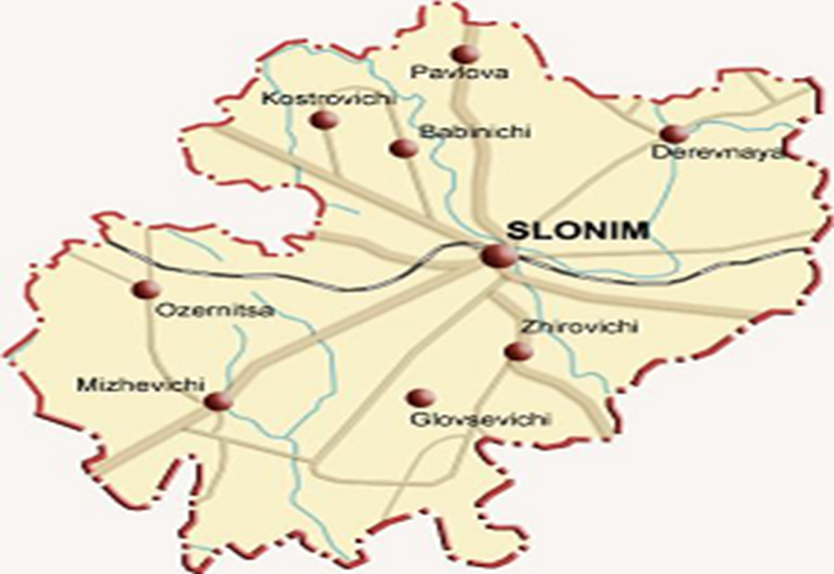 Pavlova
Kostrovichi
Babinichi
Derevnaya
SLONIM
Ozernitsa
Zhirovichi
Mizhevichi
Glovsevichi